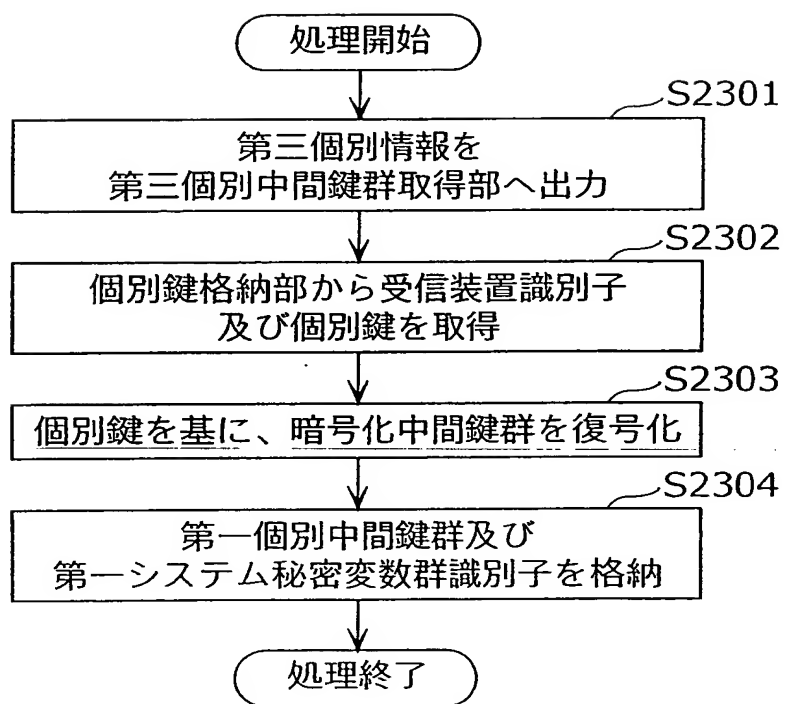 処理開始
S2301
第三個別情報を
第三個別中間鍵群取得部へ出力
S2302
個別鍵格納部から受信装置識別子
及び個別鍵を取得
S2303
個別鍵を基に、暗号化中間鍵群を復号化
S2304
第一個別中間鍵群及び
第一システム秘密変数群識別子を格納
処理終了